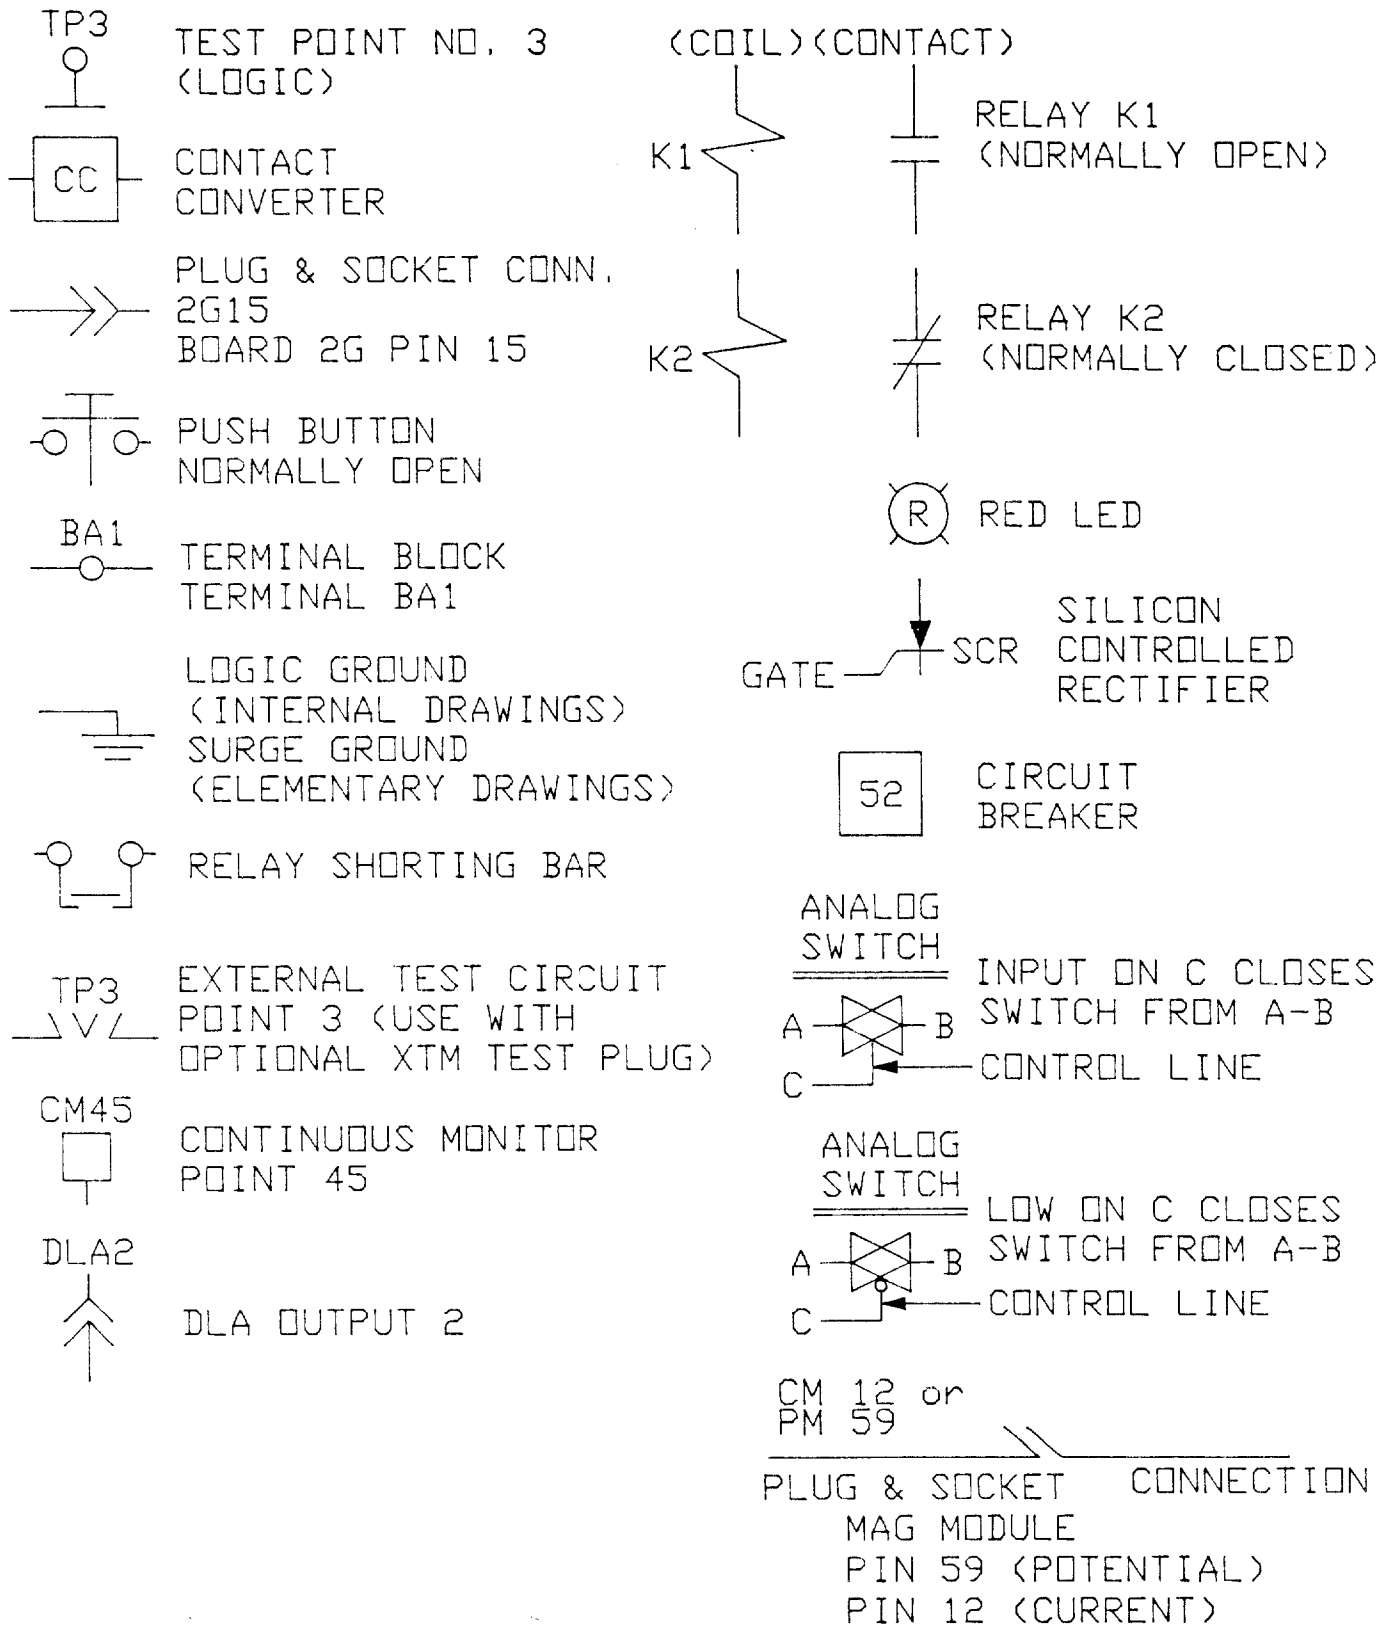 TP3
TEST POINT NO. 3
(LOGIC)
CC
CONTACT
CONVERTER
PLUG & SOCKET CONN.
2G15
BOARD 2G PIN 15
PUSH BUTTON
NORMALLY OPEN
BA1
TERMINAL BLOCK
TERMINAL BA1
LOGIC GROUND
(INTERNAL DRAWINGS)
SURGE GROUND
(ELEMENTARY DRAWINGS)
RELAY SHORTING BAR
TP3
EXTERNAL TEST CIRCUIT
POINT 3 (USE WITH
OPTIONAL XTM TEST PLUG)
CM45
CONTINUOUS MONITOR
POINT 45
DLA2
DLA OUTPUT 2
(COIL) (CONTACT)
K1
RELAY K1
(NORMALLY OPEN)
K2
RELAY K2
(NORMALLY CLOSED)
R
RED LED
GATE
SCR
SILICON
CONTROLLED
RECTIFIER
52
CIRCUIT
BREAKER
ANALOG
SWITCH
INPUT ON C CLOSES
SWITCH FROM A-B
A B
C
CONTROL LINE
ANALOG
SWITCH
LOW ON C CLOSES
SWITCH FROM A-B
A B
C
CONTROL LINE
CM 12 or
PM 59
PLUG & SOCKET CONNECTION
MAG MODULE
PIN 59 (POTENTIAL)
PIN 12 (CURRENT)